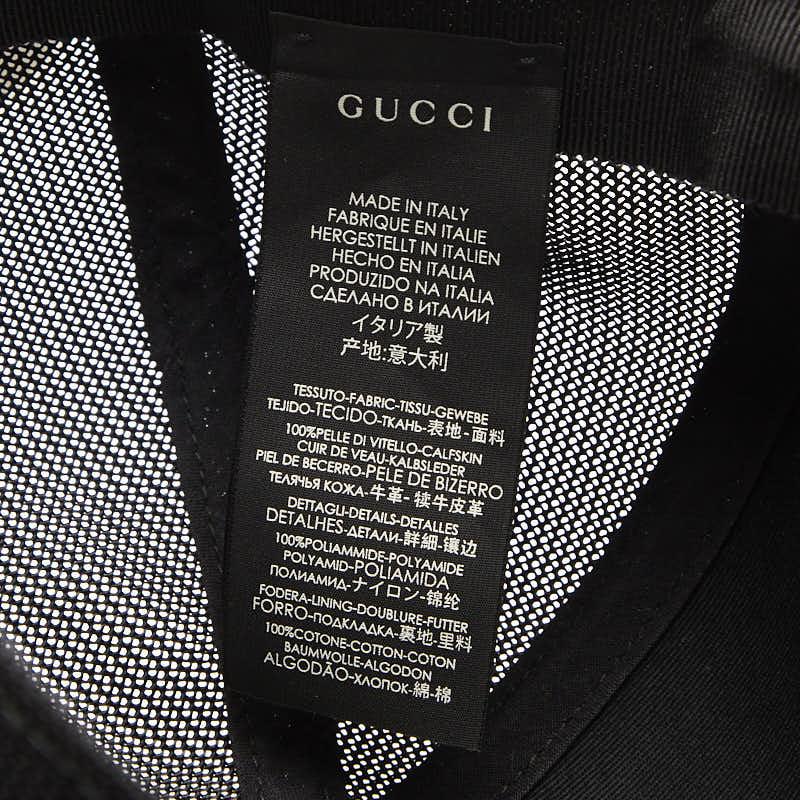 GUCCI
MADE IN ITALY
FABRIQUE EN ITALIE
HERGESTELLT IN ITALIEN
HECHO EN ITALIA
PRODUZIDO NA ITALIA
СДЕЛАНО В ИТАЛИИ
イタリア製
产地:意大利
TESSUTO-FABRIC-TISSU-GEWEBE
TEJIDO-TECIDO-ТКАНЬ-表地-面料
100%PELLE DI VITELLO-CALFSKIN
CUIR DE VEAU-KALBSLEDER
PIEL DE BECERRO-PELE DE BIZERRO
ТЕЛЯЧЬЯ КОЖА-牛革-犊牛皮革
DETTAGLI-DETAILS-DETALLES
DETALHES-ДЕТАЛИ-詳細-镶边
100%POLIAMMIDE-POLYAMIDE
POLYAMID-POLIAMIDA
ПОЛИАМИД-ナイロン-锦纶
FODERA-LINING-DOUBLURE-FUTTER
FORRO-ПОДКЛАДКА-裏地-里料
100%COTONE-COTTON-COTON
BAUMWOLLE-ALGODON
ALGODÃO-ХЛОПОК-綿-棉